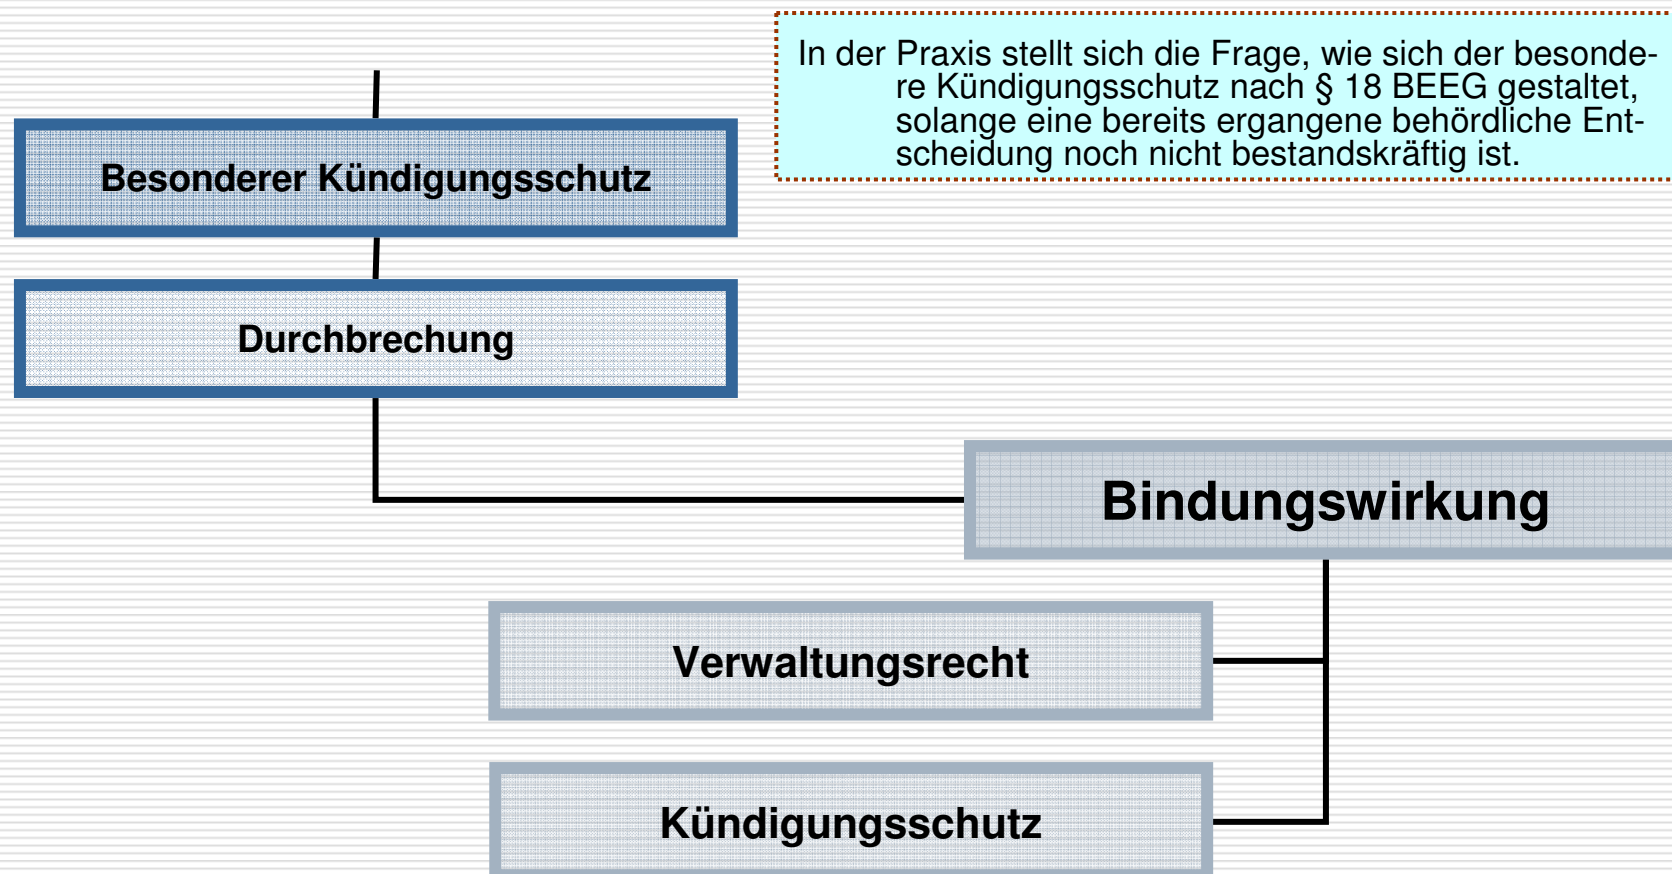 In der Praxis stellt sich die Frage, wie sich der besonde-
re Kündigungsschutz nach § 18 BEEG gestaltet,
solange eine bereits ergangene behördliche Ent-
scheidung noch nicht bestandskräftig ist.
Besonderer Kündigungsschutz
Durchbrechung
Bindungswirkung
Verwaltungsrecht
Kündigungsschutz